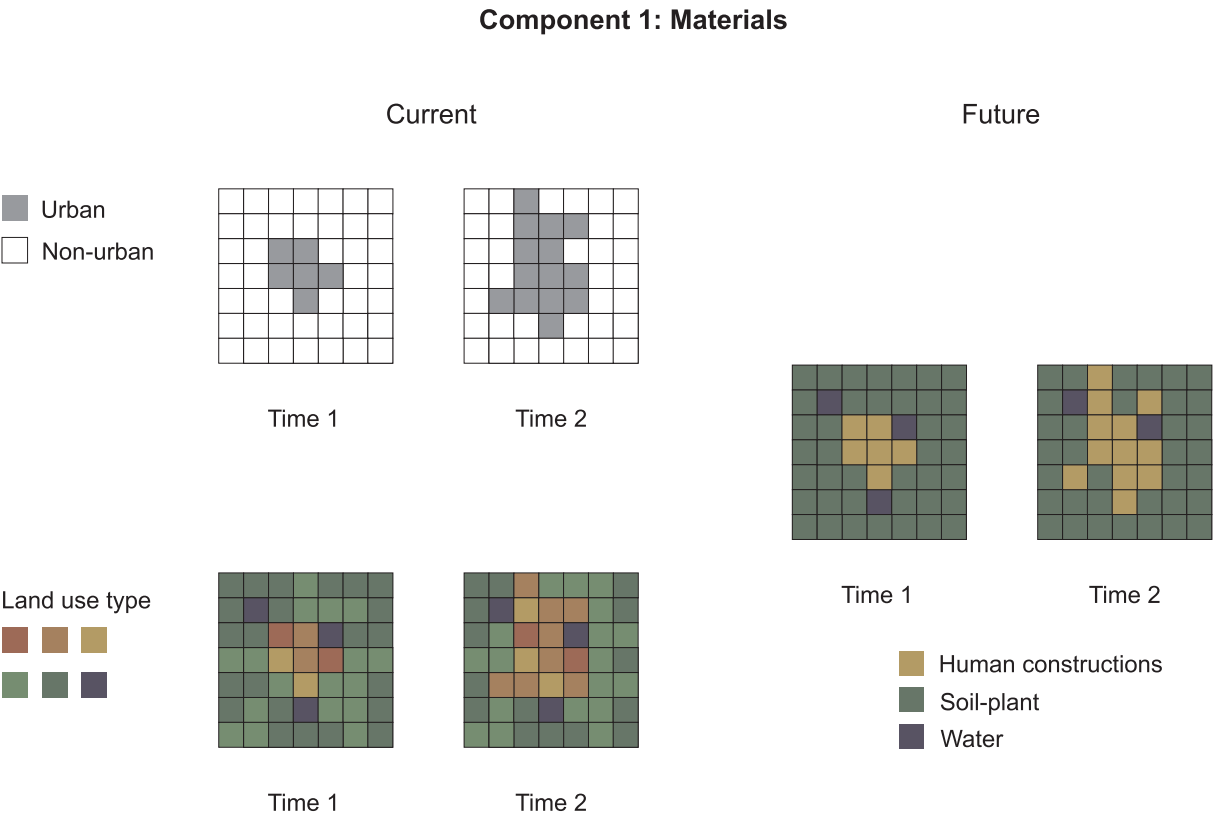 Component 1: Materials
Current
Future
Urban
Non-urban
Time 1
Time 2
Land use type
Time 1
Time 2
Time 1
Time 2
Human constructions
Soil-plant
Water